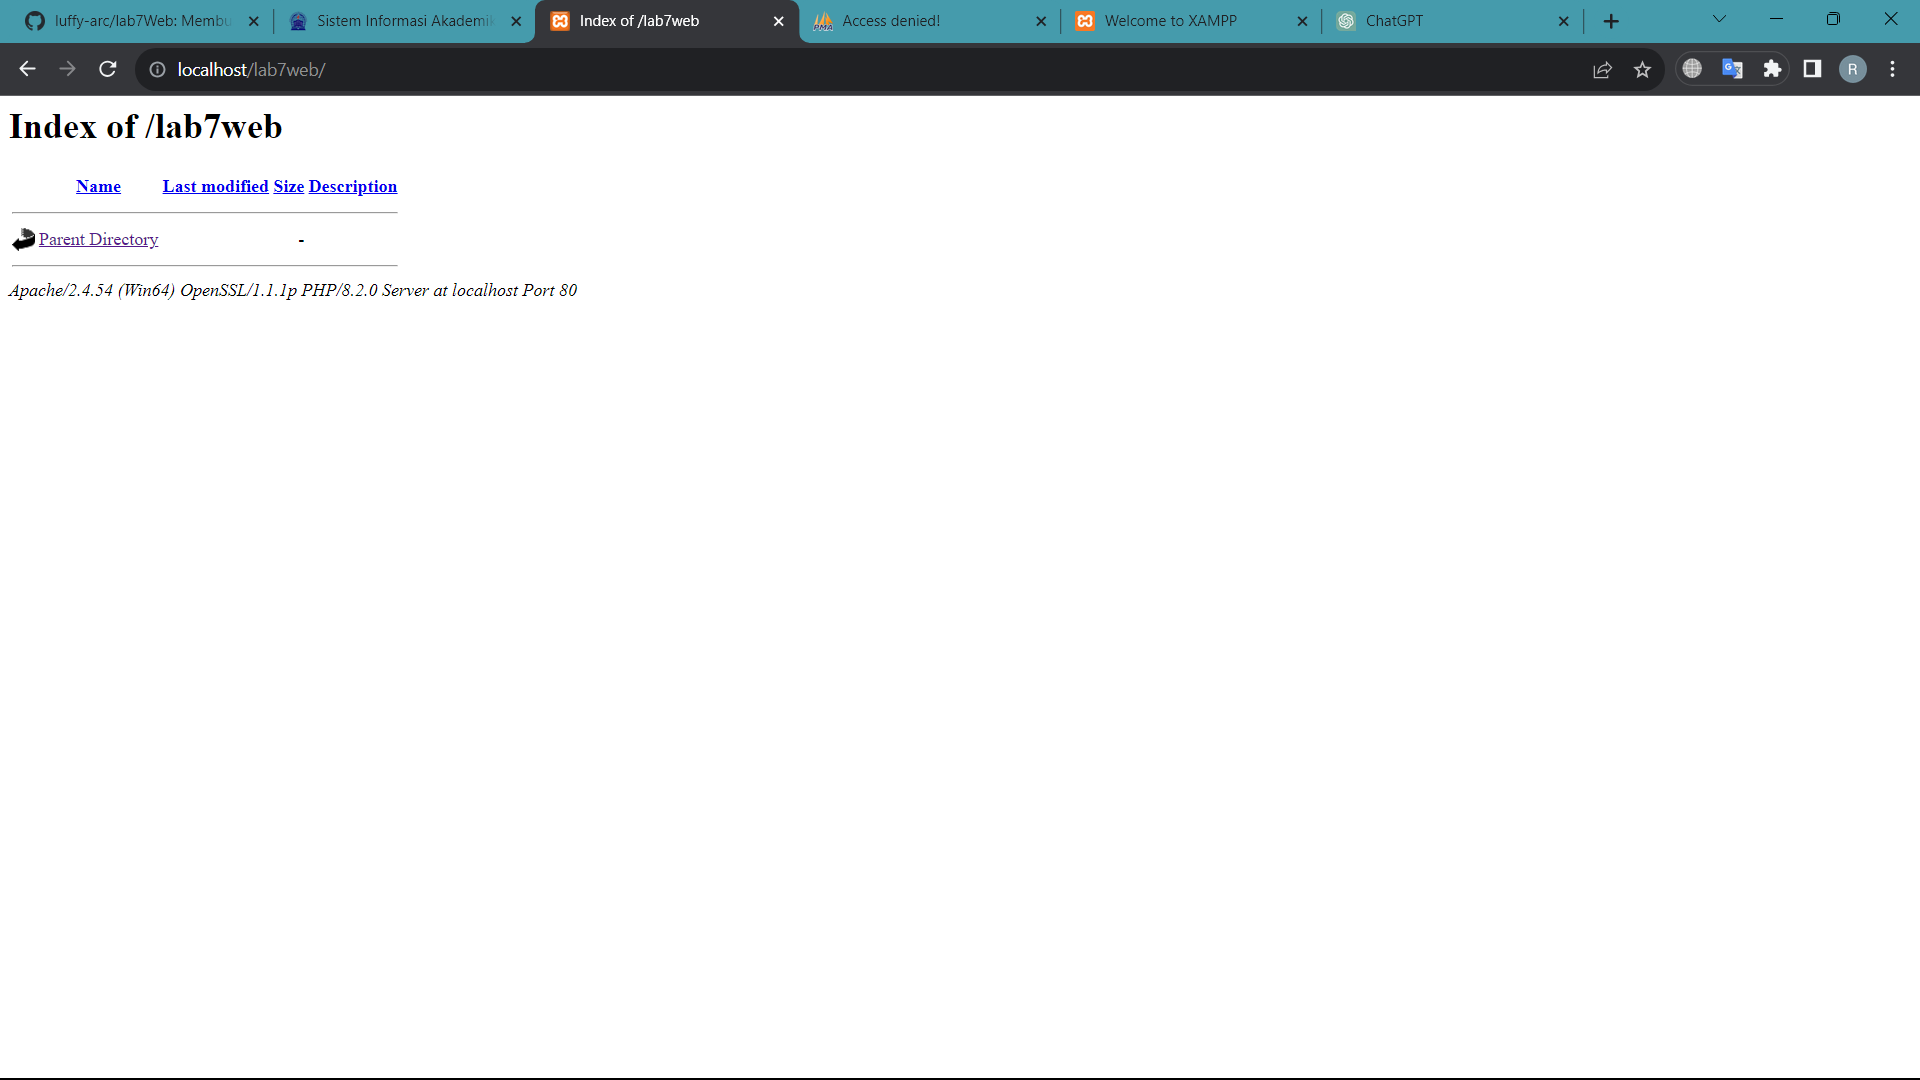 luffy-arc/lab7Web: Membu
Sistem Informasi Akademik
Index of /lab7web
Access denied!
Welcome to XAMPP
ChatGPT
localhost/lab7web/
R
Index of /lab7web
Name Last modified Size Description
Parent Directory -
Apache/2.4.54 (Win64) OpenSSL/1.1.1p PHP/8.2.0 Server at localhost Port 80